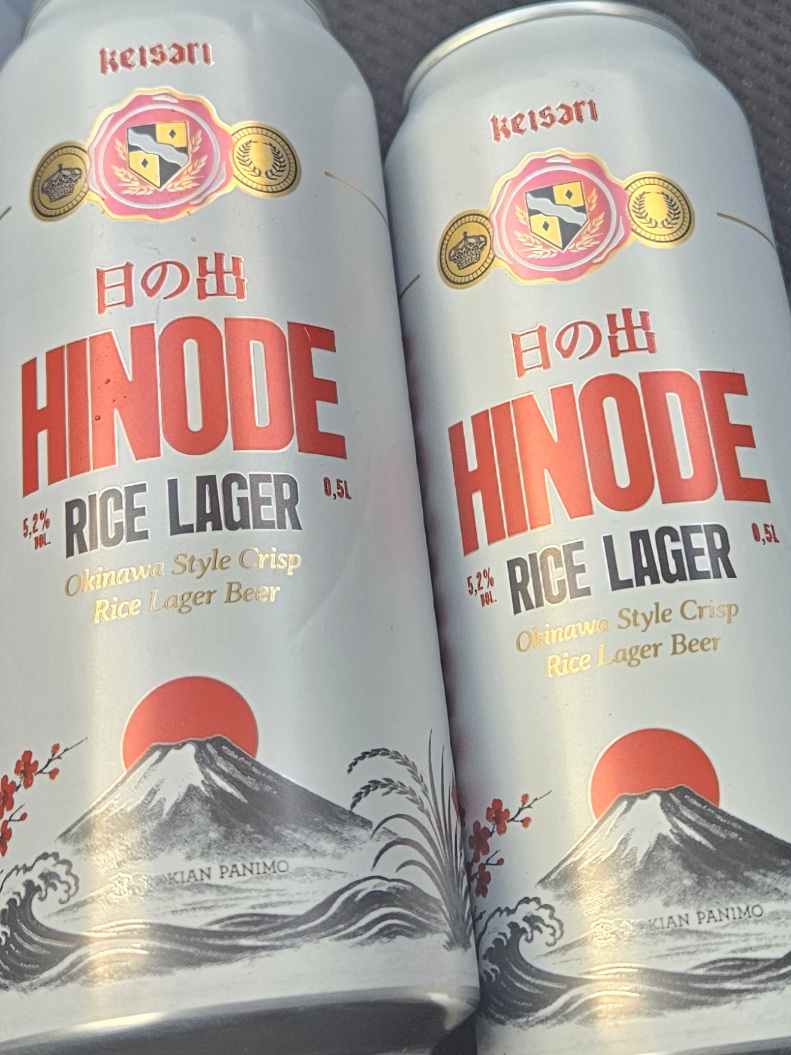 keisari
日の出
HINODE
5,2% VOL.
RICE LAGER
0,5L
Okinawa Style Crisp
Rice Lager Beer
NOKIAN PANIMO
keisari
日の出
HINODE
5,2% VOL.
RICE LAGER
0,5L
Okinawa Style Crisp
Rice Lager Beer
NOKIAN PANIMO